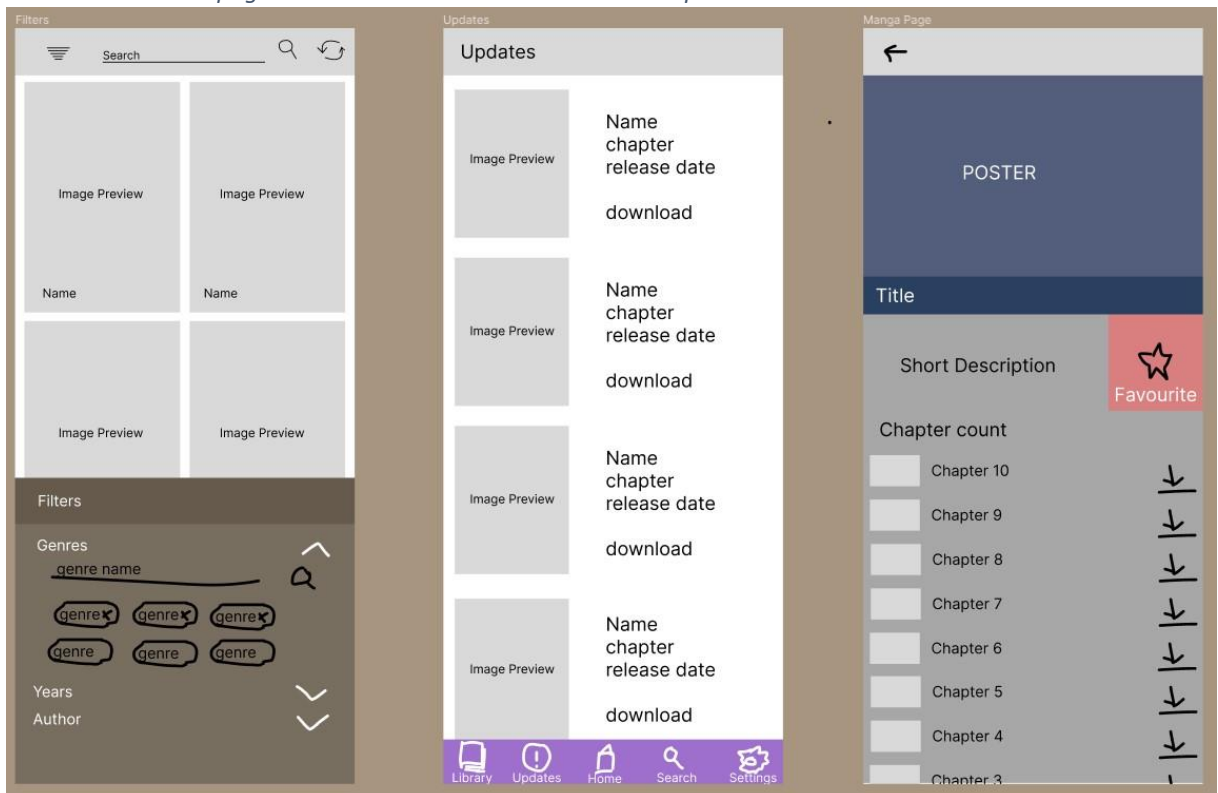 Filters
Search
Image Preview
Image Preview
Name
Name
Image Preview
Image Preview
Filters
Genres
genre name
genre
genre
genre
genre
genre
genre
Years
Author
Updates
Updates
Image Preview
Name
chapter
release date
download
Image Preview
Name
chapter
release date
download
Image Preview
Name
chapter
release date
download
Image Preview
Name
chapter
release date
download
Library
Updates
Home
Search
Settings
Manga Page
POSTER
Title
Short Description
Favourite
Chapter count
Chapter 10
Chapter 9
Chapter 8
Chapter 7
Chapter 6
Chapter 5
Chapter 4
Chapter 3